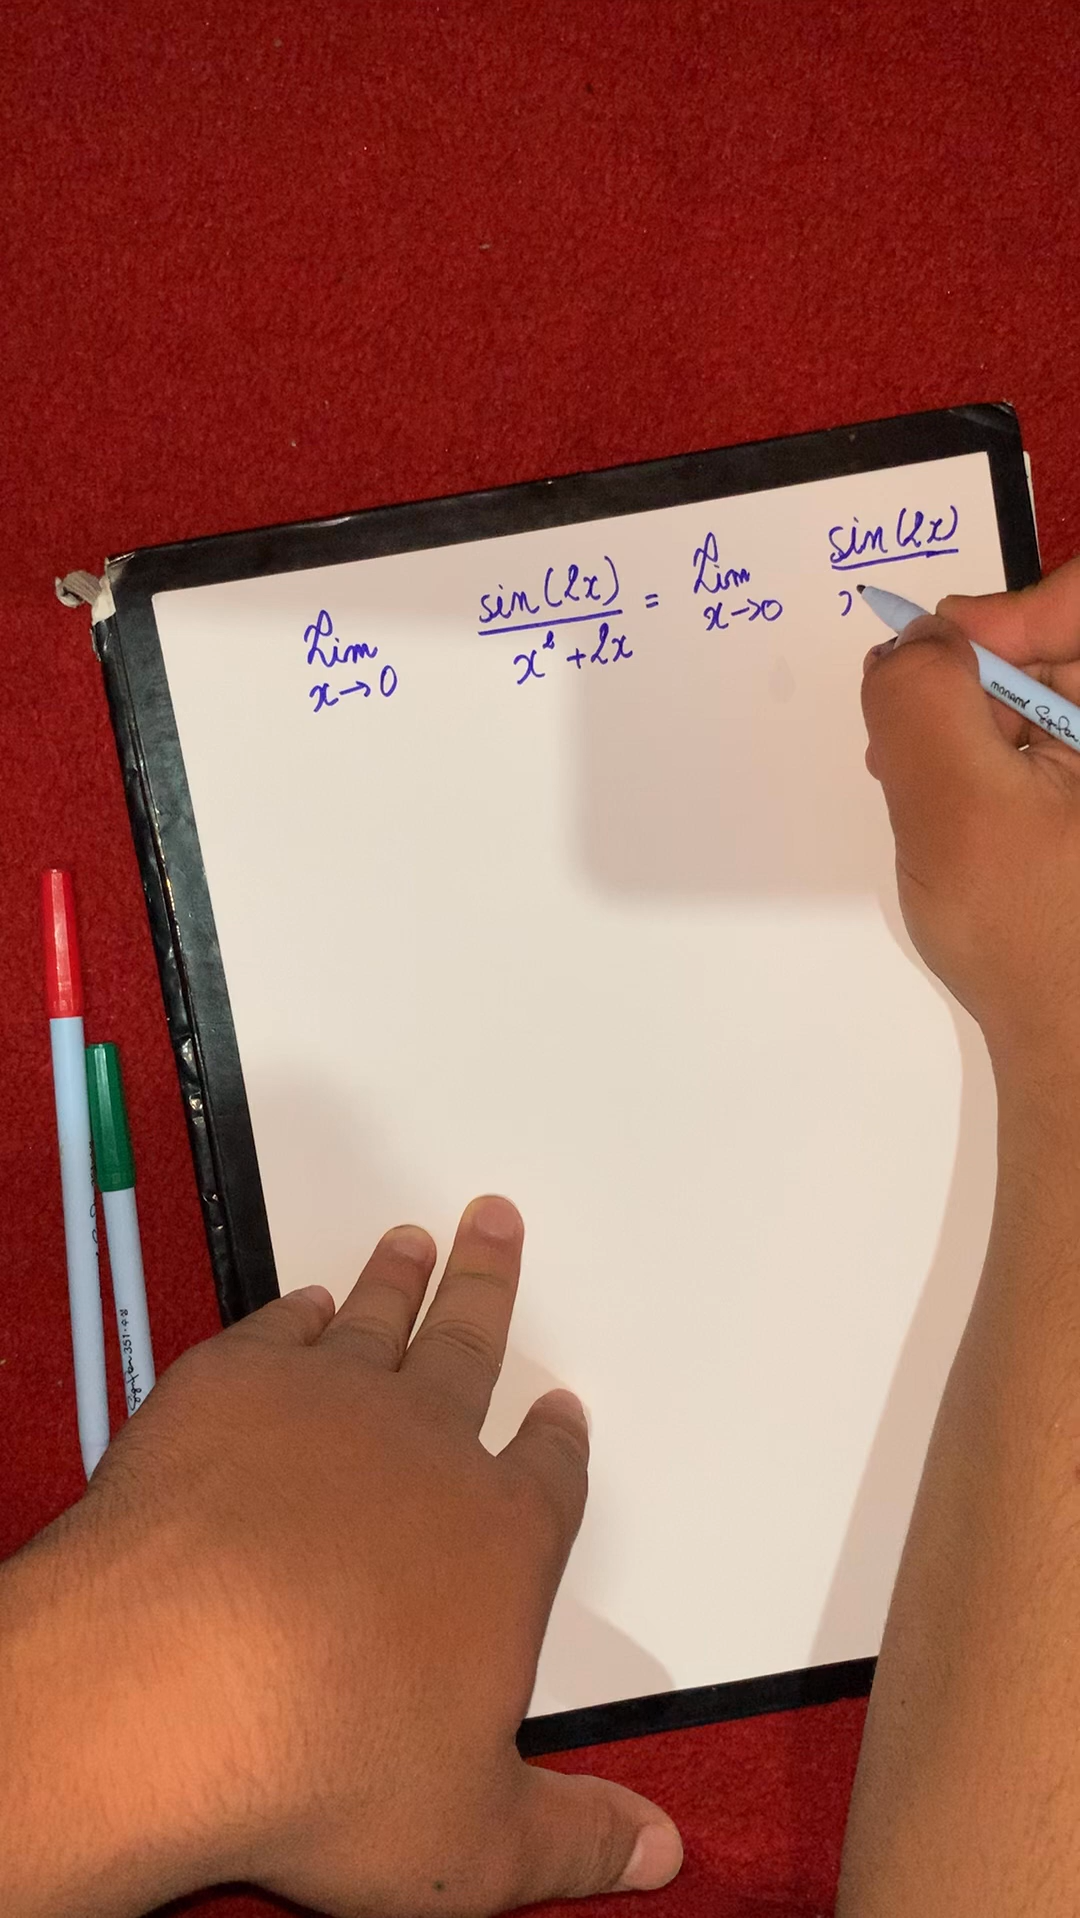 Lim x→0 sin(2x) / x² + 2x = Lim x→0 sin(2x)